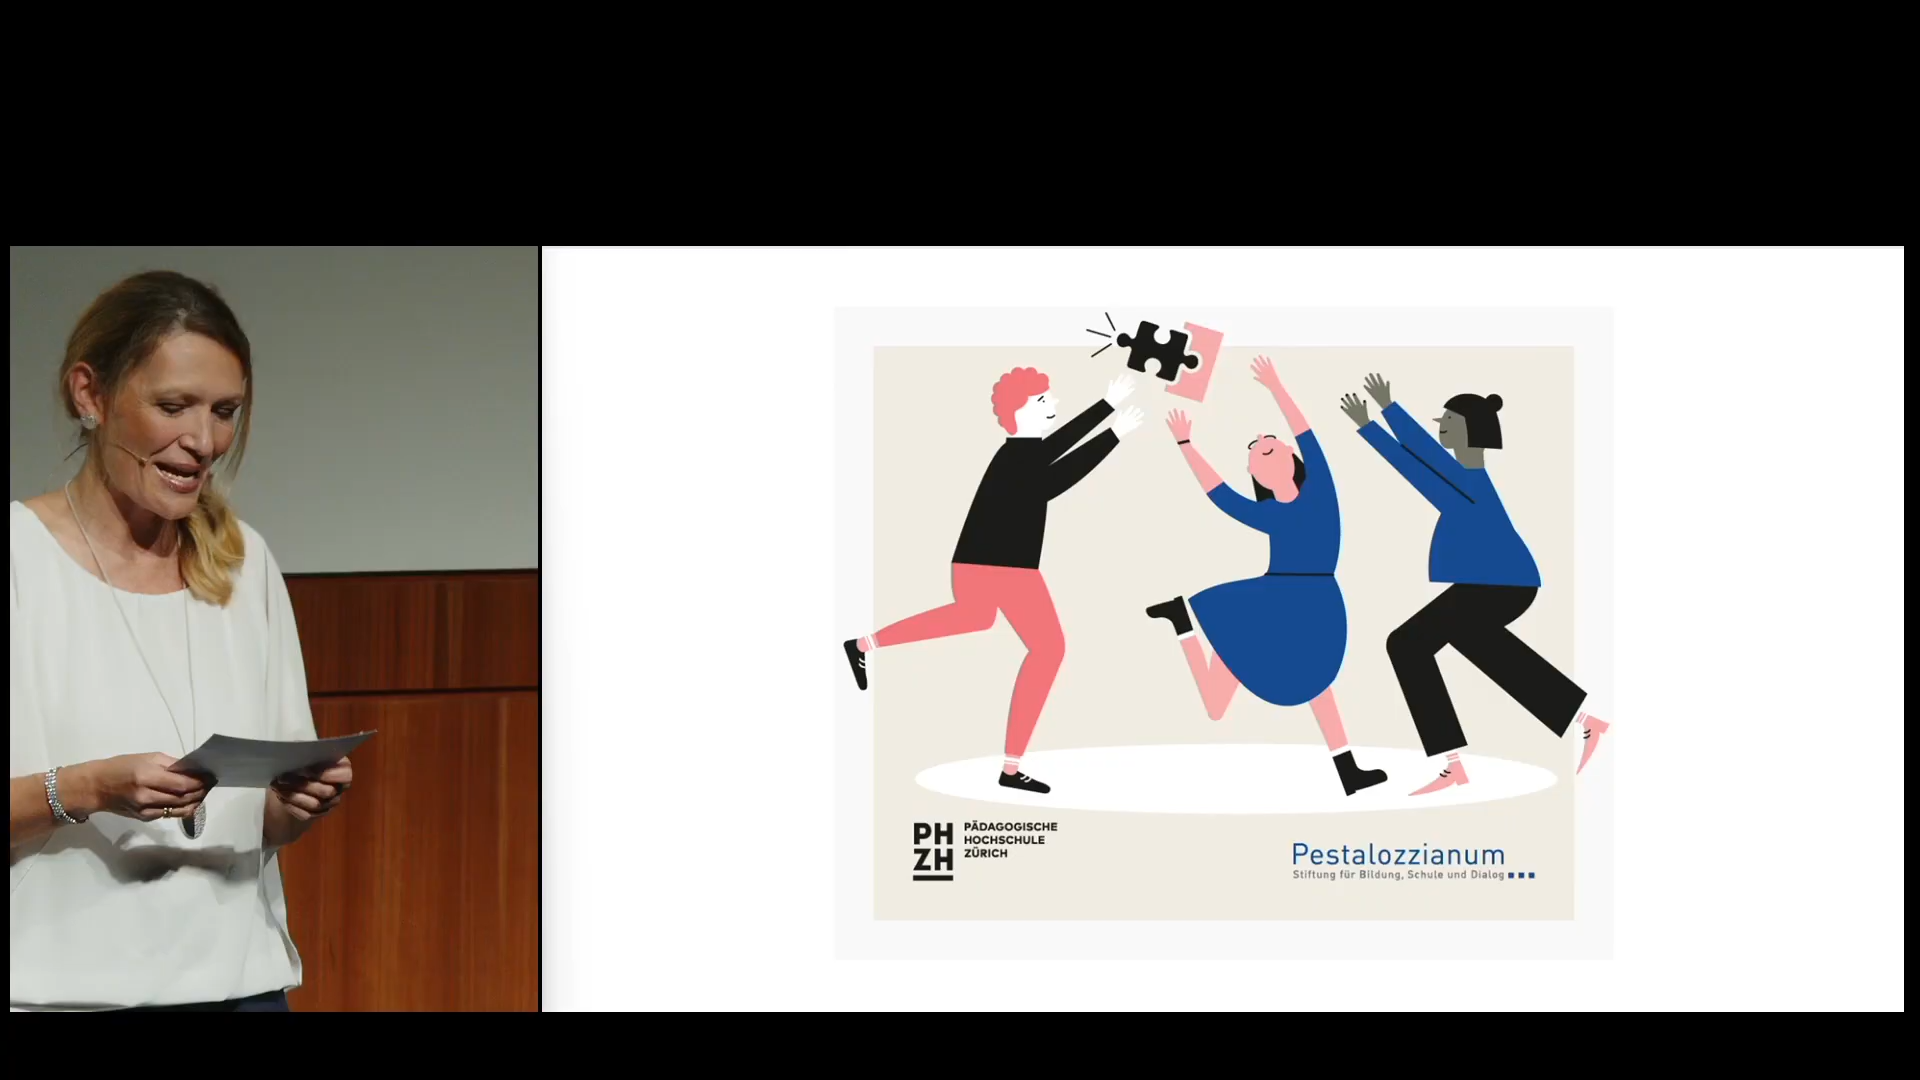 PH
ZH
PÄDAGOGISCHE
HOCHSCHULE
ZÜRICH
Pestalozzianum
Stiftung für Bildung, Schule und Dialog